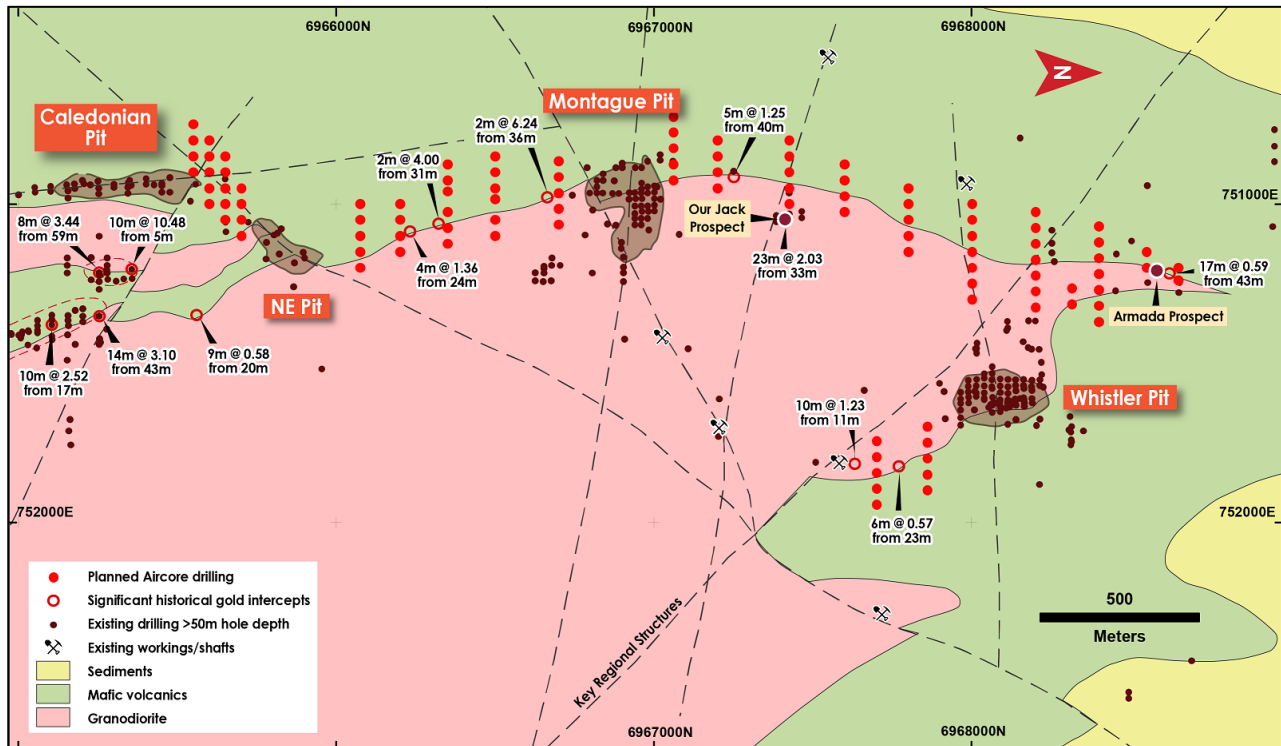 6966000N
6967000N
6968000N
N
Caledonian
Pit
Montague Pit
2m @ 6.24
from 36m
5m @ 1.25
from 40m
2m @ 4.00
from 31m
751000E
Our Jack
Prospect
8m @ 3.44
from 59m
10m @ 10.48
from 5m
4m @ 1.36
from 24m
23m @ 2.03
from 33m
17m @ 0.59
from 43m
NE Pit
Armada Prospect
14m @ 3.10
from 43m
9m @ 0.58
from 20m
10m @ 2.52
from 17m
Whistler Pit
10m @ 1.23
from 11m
752000E
752000E
6m @ 0.57
from 23m
Planned Aircore drilling
Significant historical gold intercepts
Existing drilling >50m hole depth
Existing workings/shafts
Sediments
Mafic volcanics
Granodiorite
Key Regional Structures
500
Meters
6967000N
6968000N